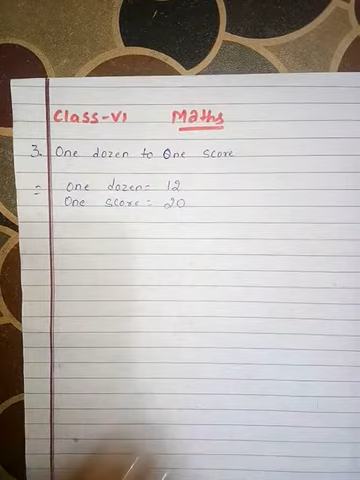 Class-VI Maths
3. One dozen to One score
= One dozen = 12
One score = 20